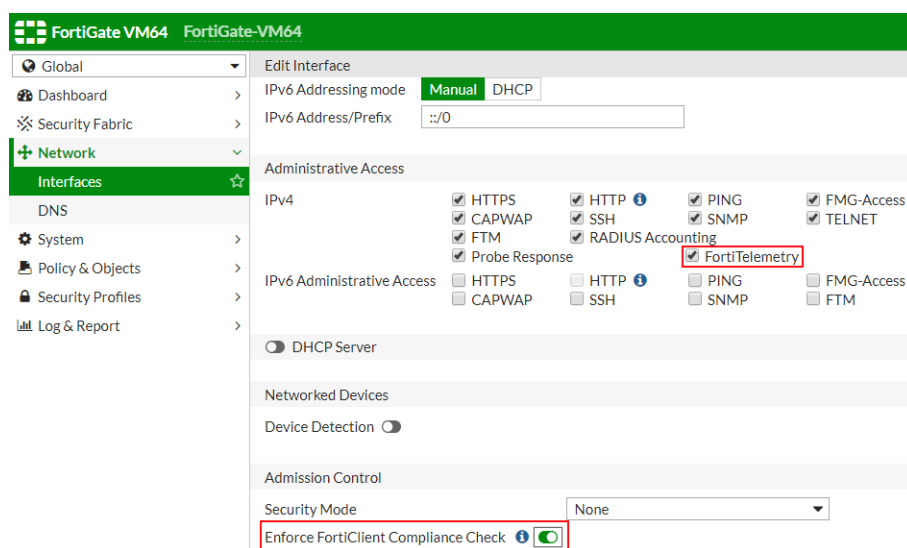 FortiGate VM64 FortiGate-VM64
Global
Dashboard
Security Fabric
Network
Interfaces
DNS
System
Policy & Objects
Security Profiles
Log & Report
Edit Interface
IPv6 Addressing mode Manual DHCP
IPv6 Address/Prefix ::/0
Administrative Access
IPv4 HTTPS HTTP PING FMG-Access
CAPWAP SSH SNMP TELNET
FTM RADIUS Accounting
Probe Response FortiTelemetry
IPv6 Administrative Access HTTPS HTTP PING FMG-Access
CAPWAP SSH SNMP FTM
DHCP Server
Networked Devices
Device Detection
Admission Control
Security Mode None
Enforce FortiClient Compliance Check